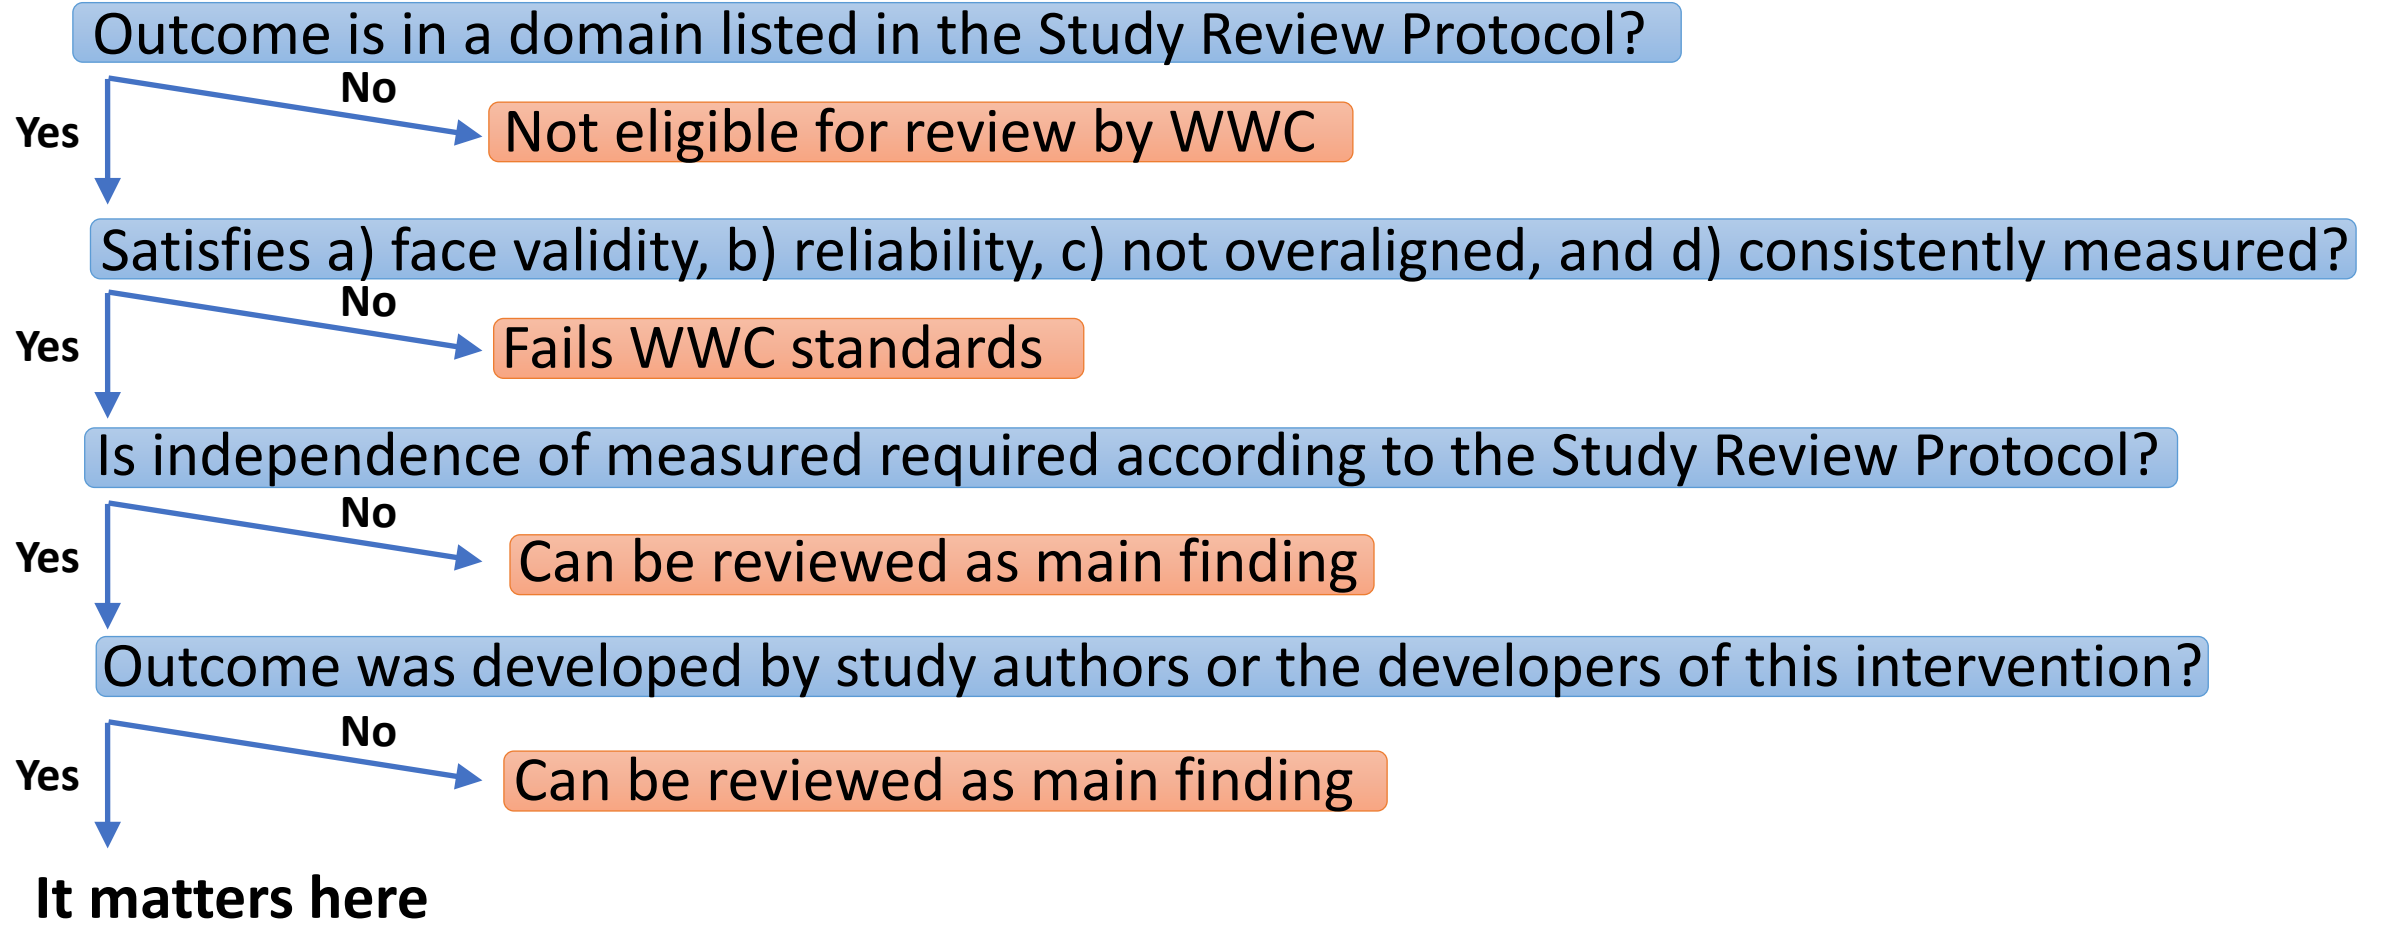 Outcome is in a domain listed in the Study Review Protocol?
No
Yes
Not eligible for review by WWC
Satisfies a) face validity, b) reliability, c) not overaligned, and d) consistently measured?
No
Yes
Fails WWC standards
Is independence of measured required according to the Study Review Protocol?
No
Yes
Can be reviewed as main finding
Outcome was developed by study authors or the developers of this intervention?
No
Yes
Can be reviewed as main finding
It matters here